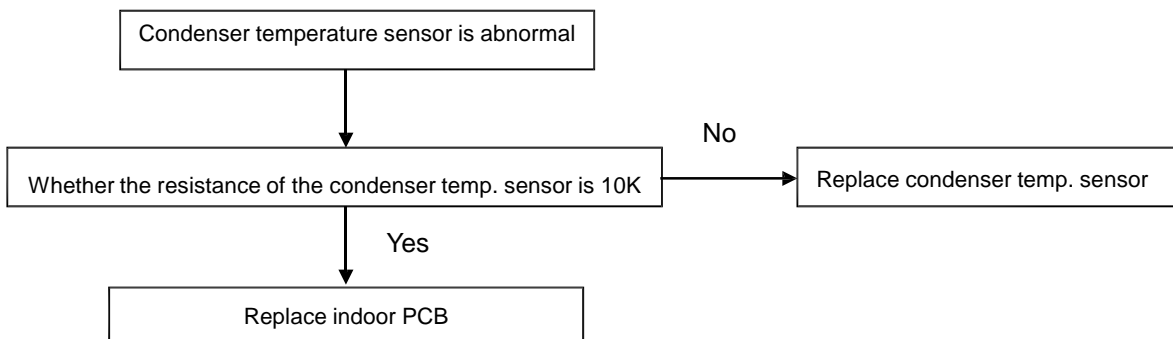 Condenser temperature sensor is abnormal
No
Whether the resistance of the condenser temp. sensor is 10K
Replace condenser temp. sensor
Yes
Replace indoor PCB